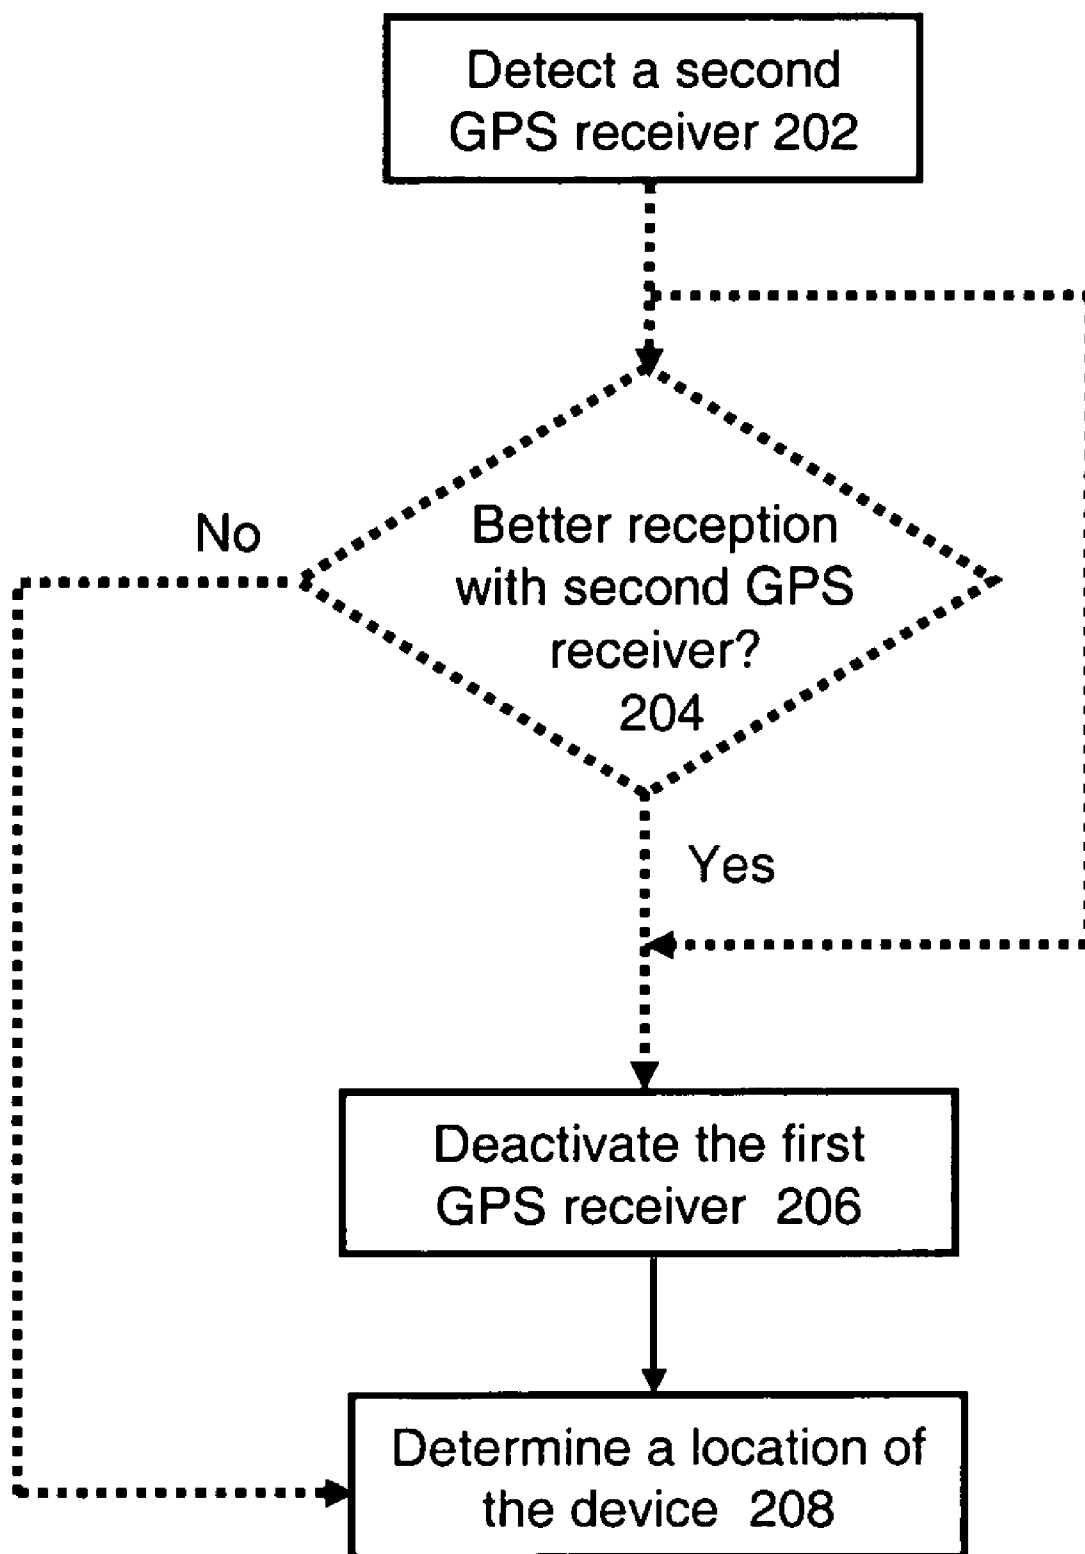 Detect a second
GPS receiver 202
No
Better reception
with second GPS
receiver?
204
Yes
Deactivate the first
GPS receiver 206
Determine a location of
the device 208